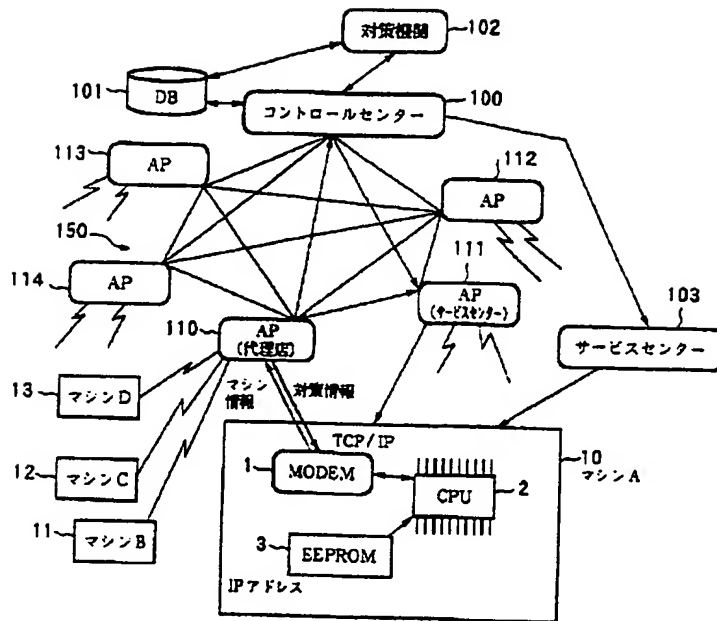 対策機関
102
101
DB
100
コントロールセンター
113
AP
112
AP
150
114
AP
111
AP
(サービスセンター)
110
AP
(代理店)
103
サービスセンター
13
マシンD
マシン
情報
対策情報
12
マシンC
11
マシンB
TCP/IP
10
マシンA
1
MODEM
CPU
2
3
EEPROM
IPアドレス